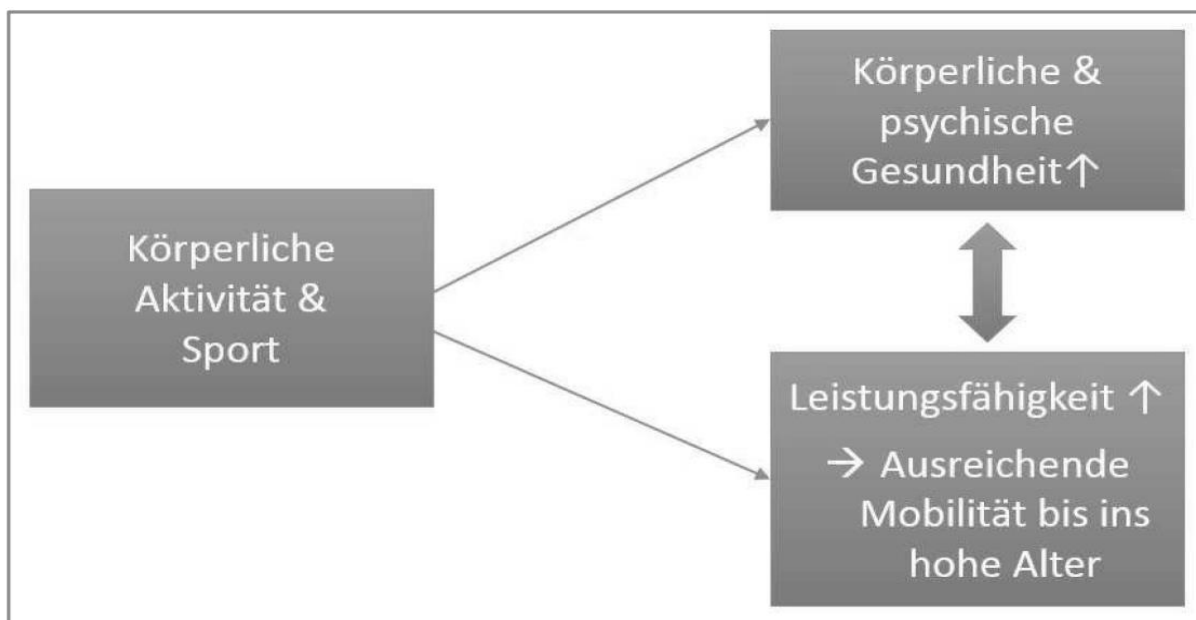 Körperliche
Aktivität &
Sport
Körperliche &
psychische
Gesundheit↑
Leistungsfähigkeit ↑
→ Ausreichende
Mobilität bis ins
hohe Alter